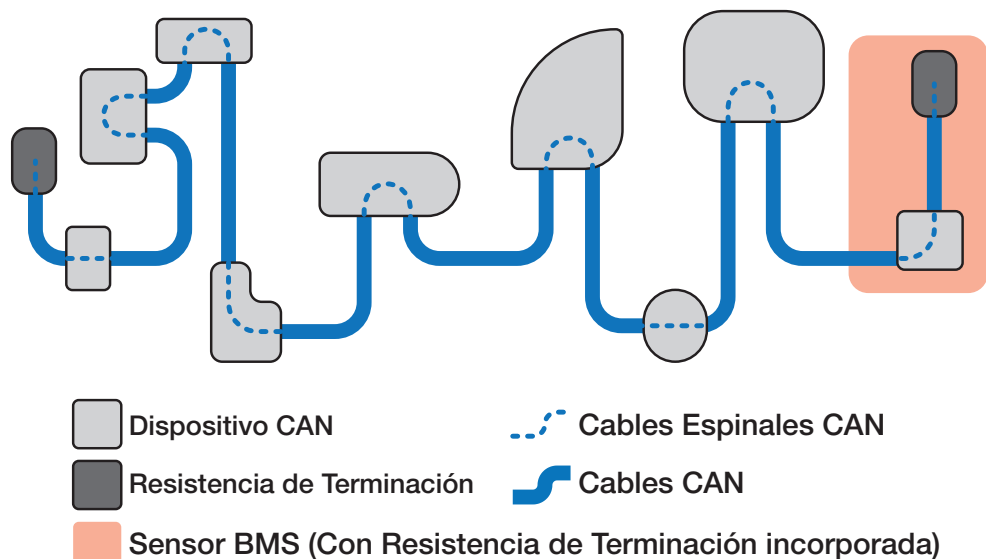 Dispositivo CAN
Cables Espinales CAN
Resistencia de Terminación
Cables CAN
Sensor BMS (Con Resistencia de Terminación incorporada)